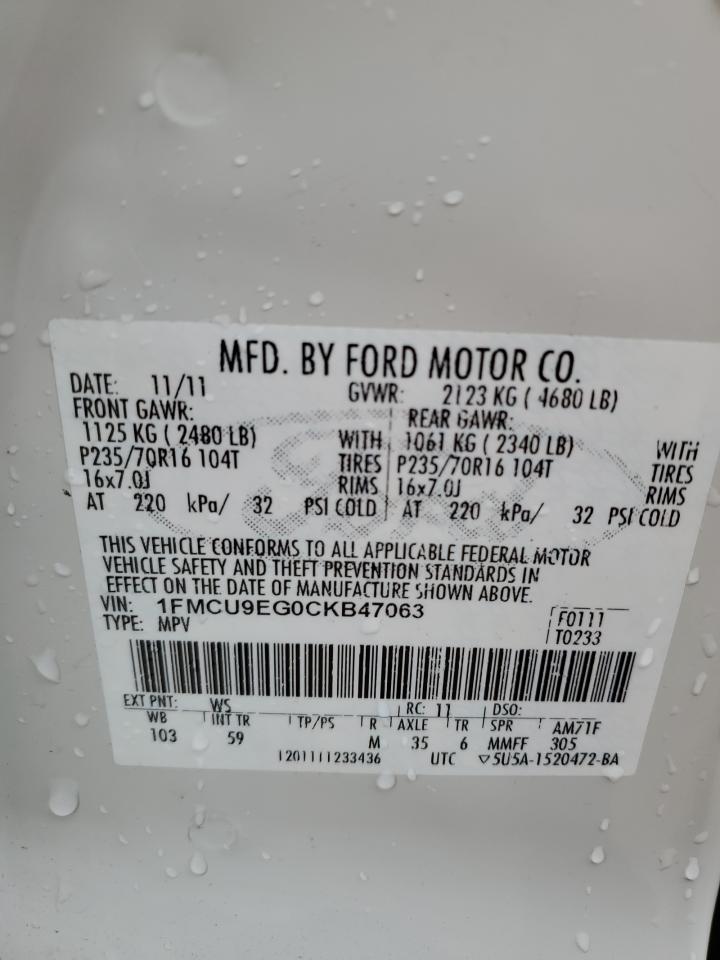 MFD. BY FORD MOTOR CO.
DATE: 11/11 GVWR: 2123 KG ( 4680 LB)
FRONT GAWR: REAR GAWR:
1125 KG ( 2480 LB) WITH 1061 KG ( 2340 LB) WITH
P235/70R16 104T TIRES P235/70R16 104T TIRES
16x7.0J RIMS 16x7.0J RIMS
AT 220 kPa/ 32 PSI COLD AT 220 kPa/ 32 PSI COLD
THIS VEHICLE CONFORMS TO ALL APPLICABLE FEDERAL MOTOR
VEHICLE SAFETY AND THEFT PREVENTION STANDARDS IN
EFFECT ON THE DATE OF MANUFACTURE SHOWN ABOVE.
VIN: 1FMCU9EG0CKB47063 F0111
TYPE: MPV T0233
EXT PNT: WS RC: 11 DSO:
WB INT TR TP/PS R AXLE TR SPR AM71F
103 59 M 35 6 MMFF 305
1201111233436 UTC ▽5U5A-1520472-BA